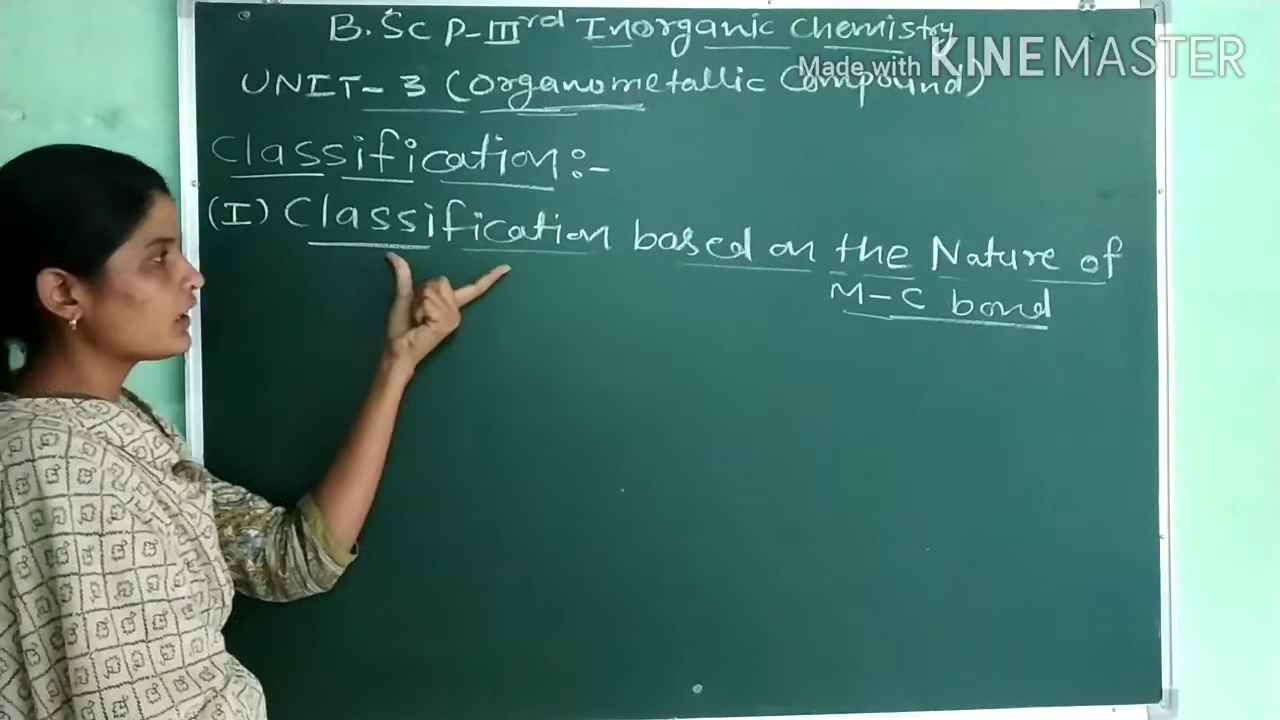 B.Sc P-IIIrd Inorganic Chemistry
Made with KINEMASTER
UNIT-3 (Organometallic Compound)
Classification:-
(I) Classification based on the Nature of
M-C bond